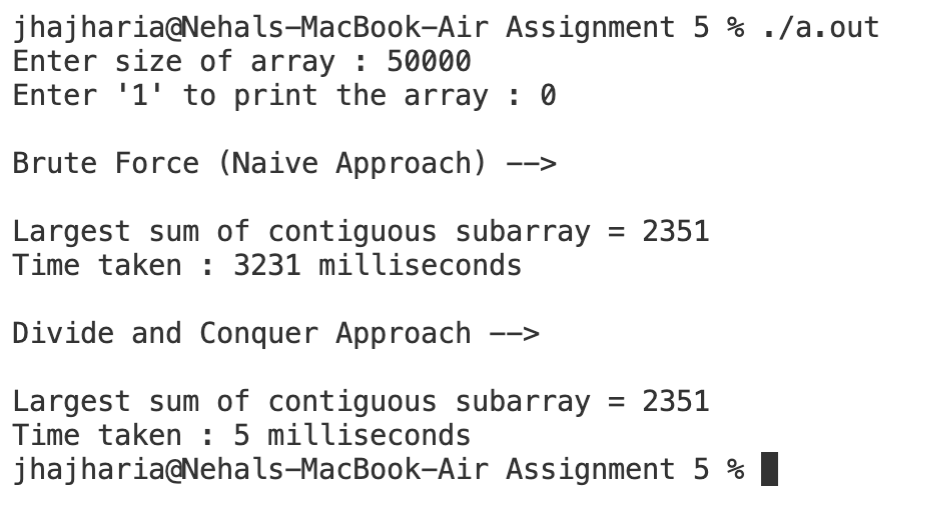 jhajharia@Nehals-MacBook-Air Assignment 5 % ./a.out
Enter size of array : 50000
Enter '1' to print the array : 0
Brute Force (Naive Approach) -->
Largest sum of contiguous subarray = 2351
Time taken : 3231 milliseconds
Divide and Conquer Approach -->
Largest sum of contiguous subarray = 2351
Time taken : 5 milliseconds
jhajharia@Nehals-MacBook-Air Assignment 5 %